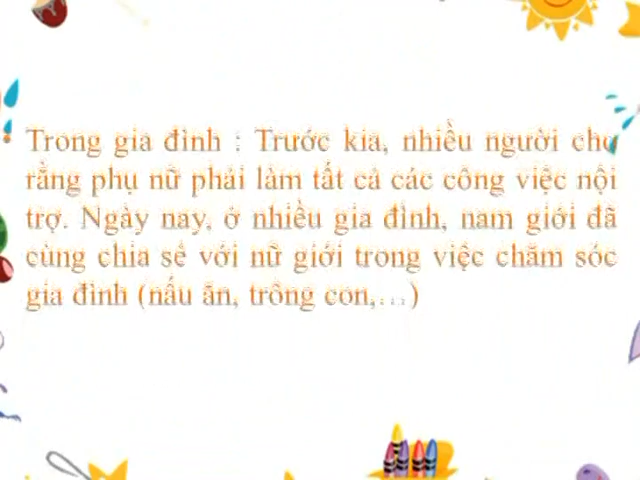 Trong gia đình : Trước kia, nhiều người cho
rằng phụ nữ phải làm tất cả các công việc nội
trợ. Ngày nay, ở nhiều gia đình, nam giới đã
cùng chia sẻ với nữ giới trong việc chăm sóc
gia đình (nấu ăn, trông con,…)